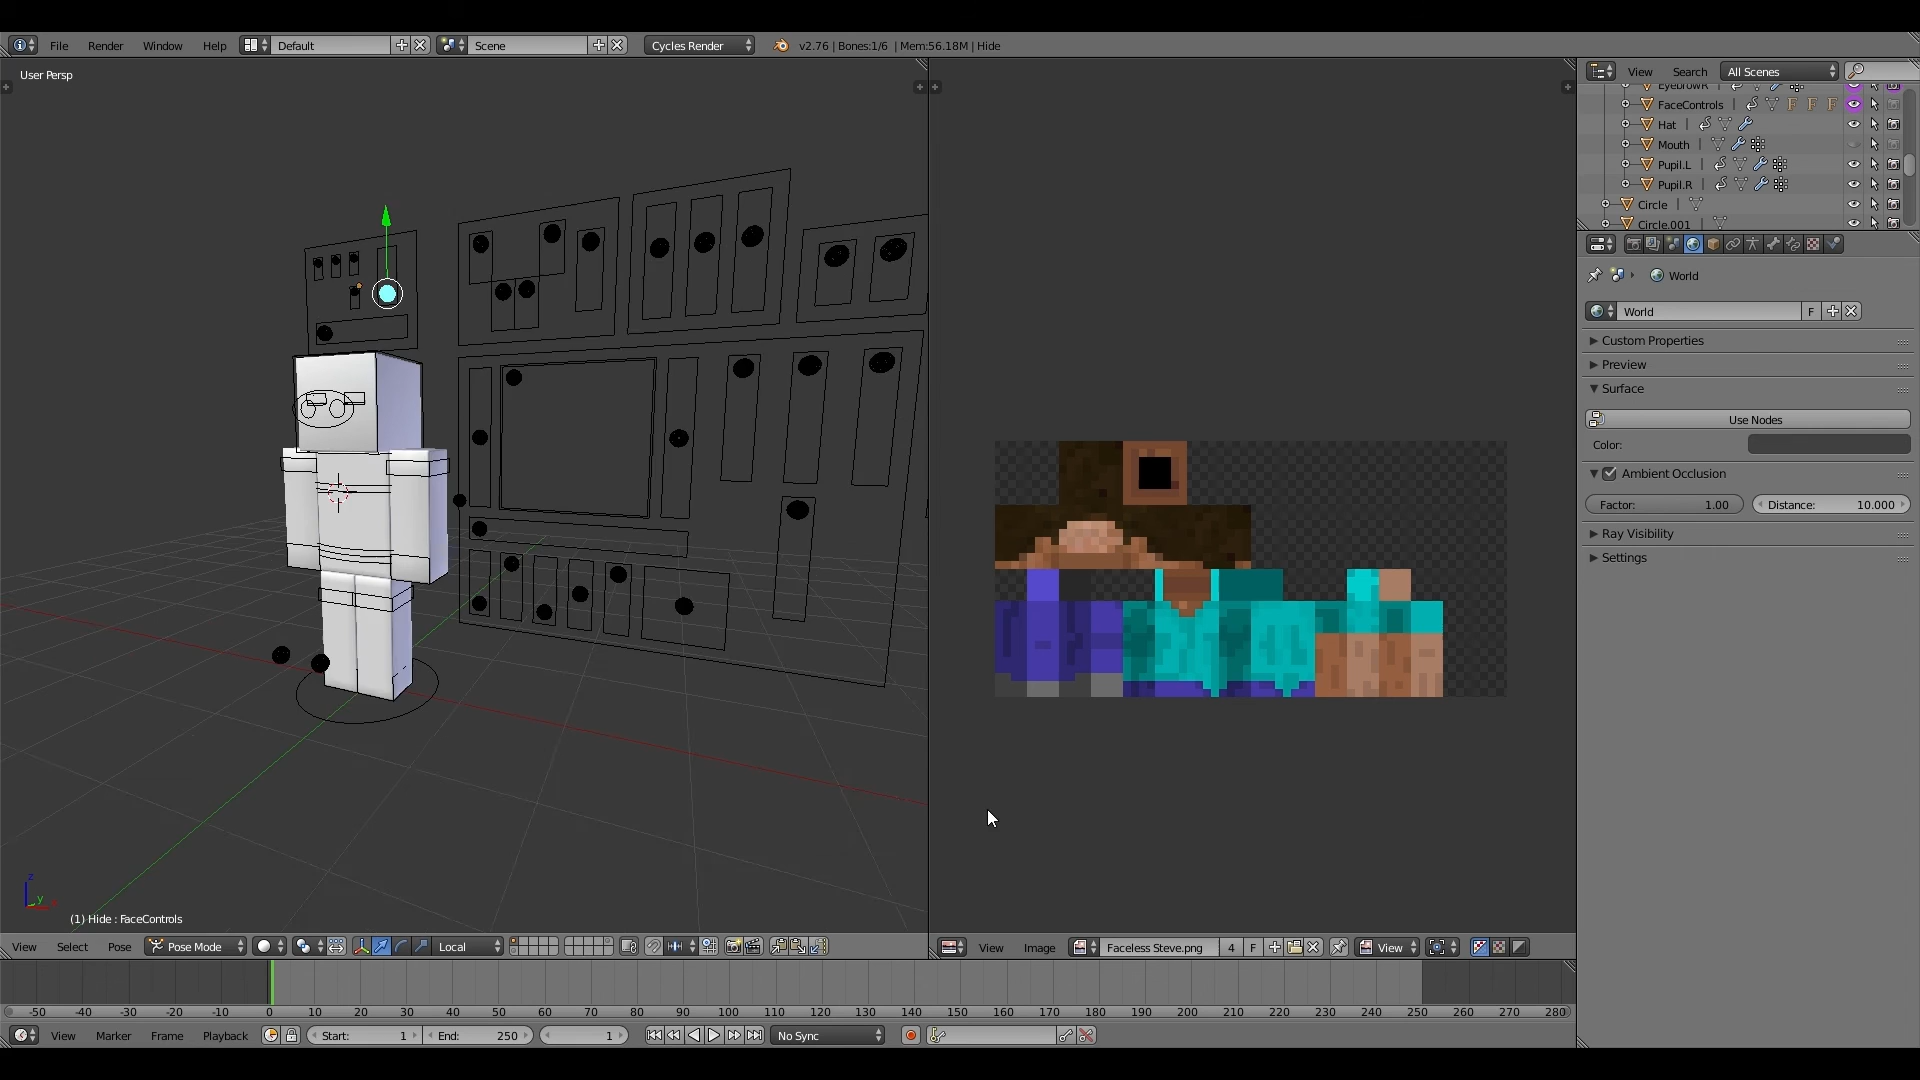 File Render Window Help Default Scene Cycles Render v2.76 | Bones:1/6 | Mem:56.18M | Hide
User Persp
View Search All Scenes
EyebrowR
FaceControls
Hat
Mouth
Pupil.L
Pupil.R
Circle
Circle.001
World
World F
Custom Properties
Preview
Surface
Use Nodes
Color:
Ambient Occlusion
Factor: 1.00 Distance: 10.000
Ray Visibility
Settings
z
y
(1) Hide : FaceControls
View Select Pose Pose Mode Local
View Image Faceless Steve.png 4 F View
-50 -40 -30 -20 -10 0 10 20 30 40 50 60 70 80 90 100 110 120 130 140 150 160 170 180 190 200 210 220 230 240 250 260 270 280
View Marker Frame Playback Start: 1 End: 250 1 No Sync